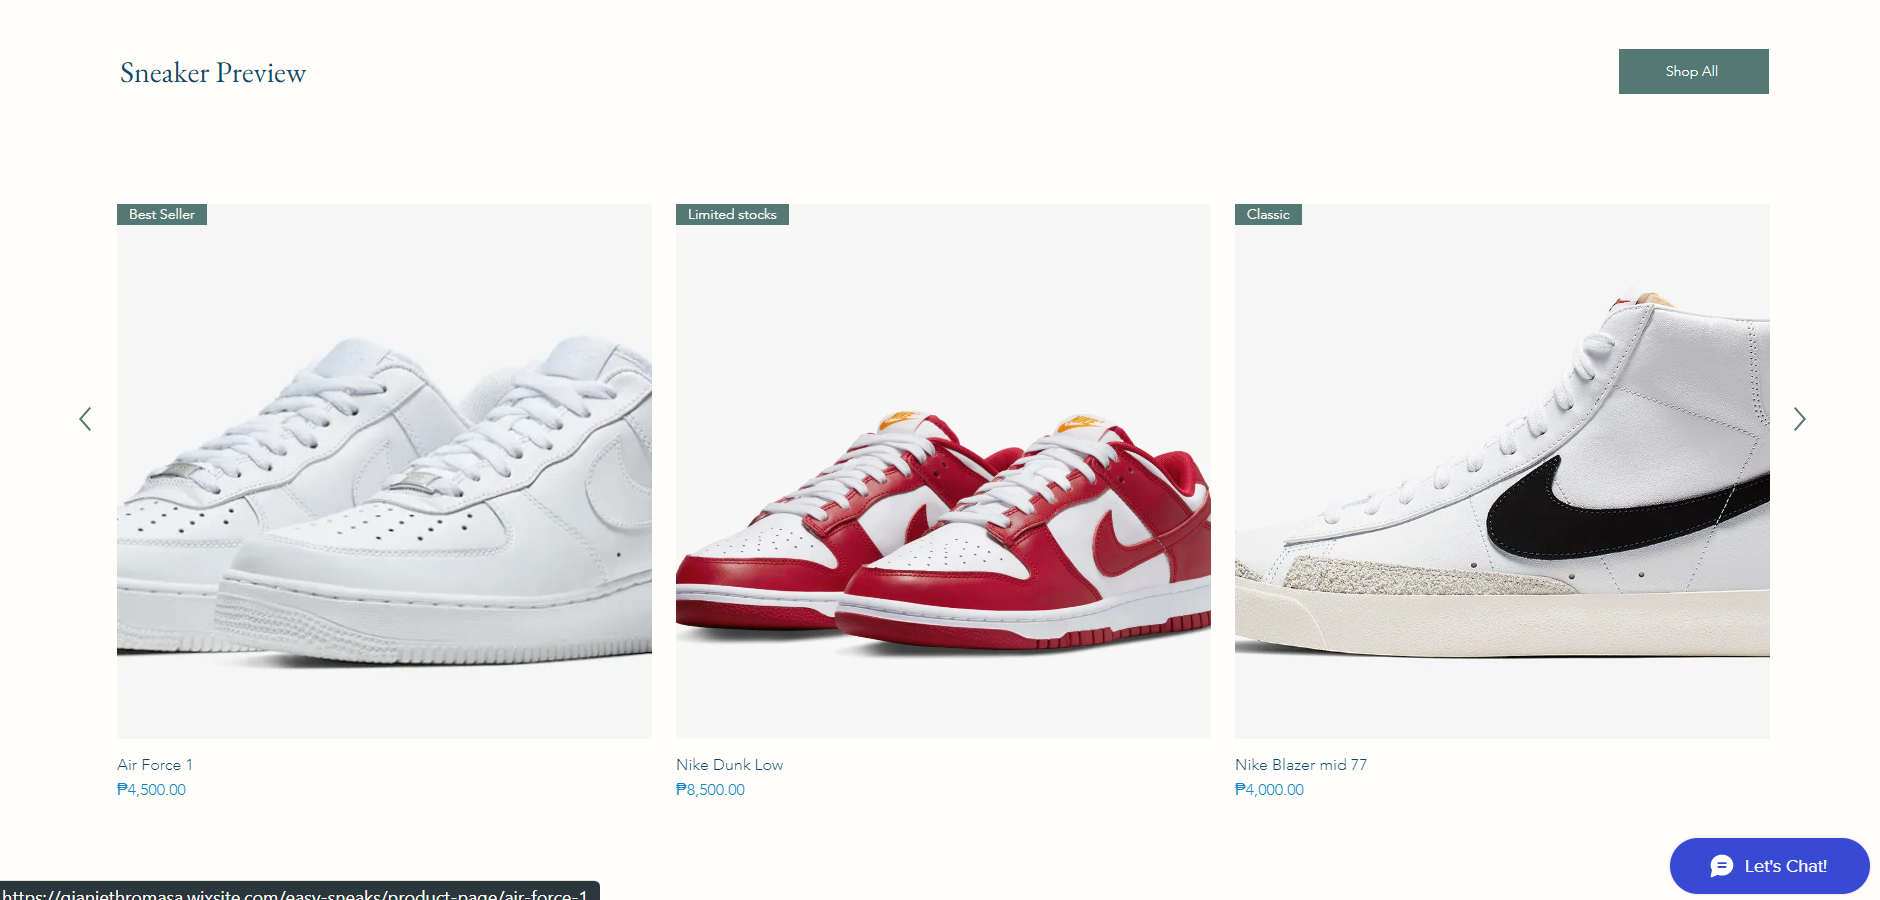 Sneaker Preview
Shop All
Best Seller
Limited stocks
Classic
Air Force 1
₱4,500.00
Nike Dunk Low
₱8,500.00
Nike Blazer mid 77
₱4,000.00
Let's Chat!
https://gianjethromasa.wixsite.com/easy-sneaks/product-page/air-force-1